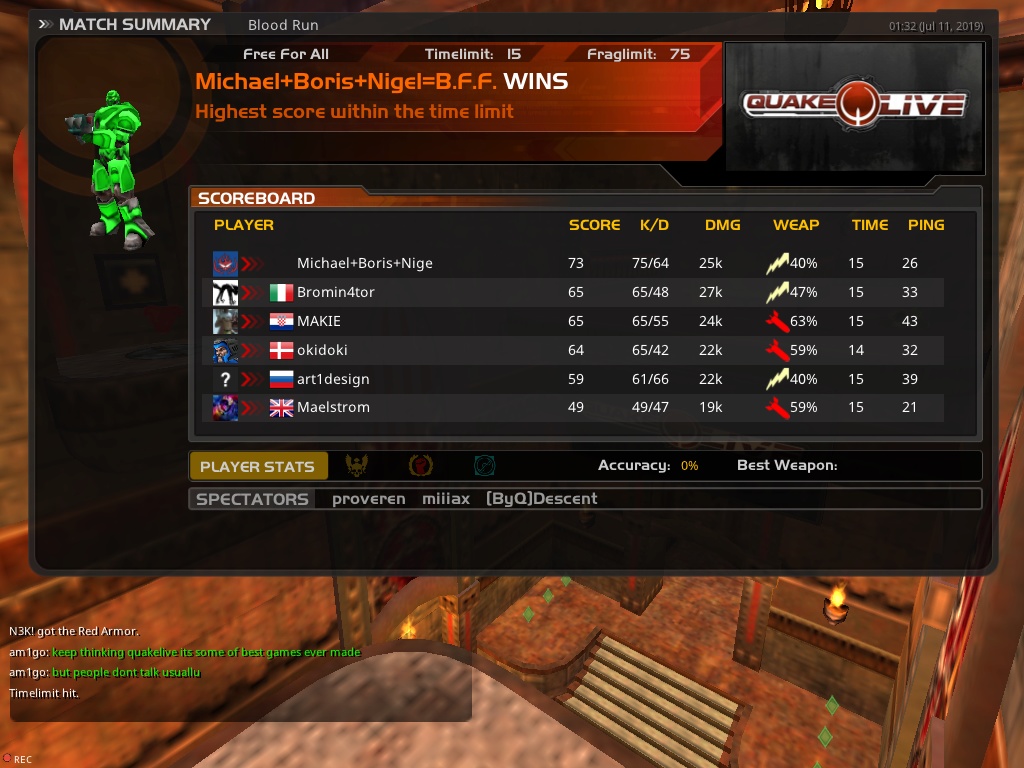 MATCH SUMMARY Blood Run 01:32 (Jul 11, 2019)
Free For All Timelimit: 15 Fraglimit: 75
Michael+Boris+Nigel=B.F.F. WINS
Highest score within the time limit
QUAKE LIVE
SCOREBOARD
PLAYER SCORE K/D DMG WEAP TIME PING
Michael+Boris+Nige 73 75/64 25k 40% 15 26
Bromin4tor 65 65/48 27k 47% 15 33
MAKIE 65 65/55 24k 63% 15 43
okidoki 64 65/42 22k 59% 14 32
? art1design 59 61/66 22k 40% 15 39
Maelstrom 49 49/47 19k 59% 15 21
PLAYER STATS Accuracy: 0% Best Weapon:
SPECTATORS proveren miiiax [ByQ]Descent
N3K! got the Red Armor.
am1go: keep thinking quakelive its some of best games ever made
am1go: but people dont talk usuallu
Timelimit hit.
REC